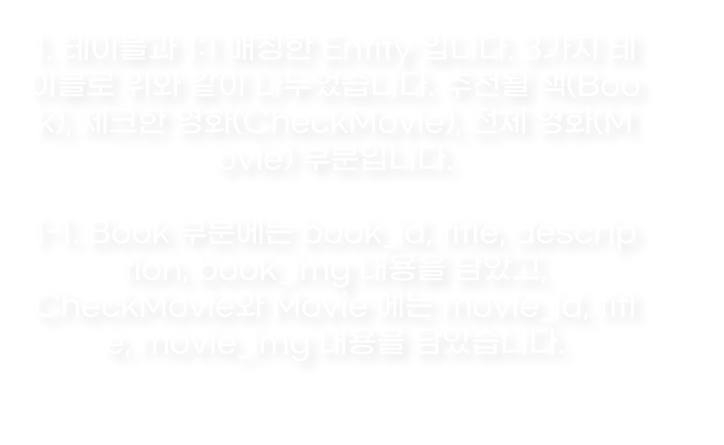 1. 테이블과 1:1 매칭한 Entity 입니다. 3가지 테
이블로 위와 같이 나누었습니다. 추천될 책(Boo
k), 체크한 영화(CheckMovie), 전체 영화(M
ovie) 부분입니다.
1-1. Book 부분에는 book_id, title, descrip
tion, book_img 내용을 담았고,
CheckMovie와 Movie 에는 movie_id, titl
e, movie_img 내용을 담았습니다.